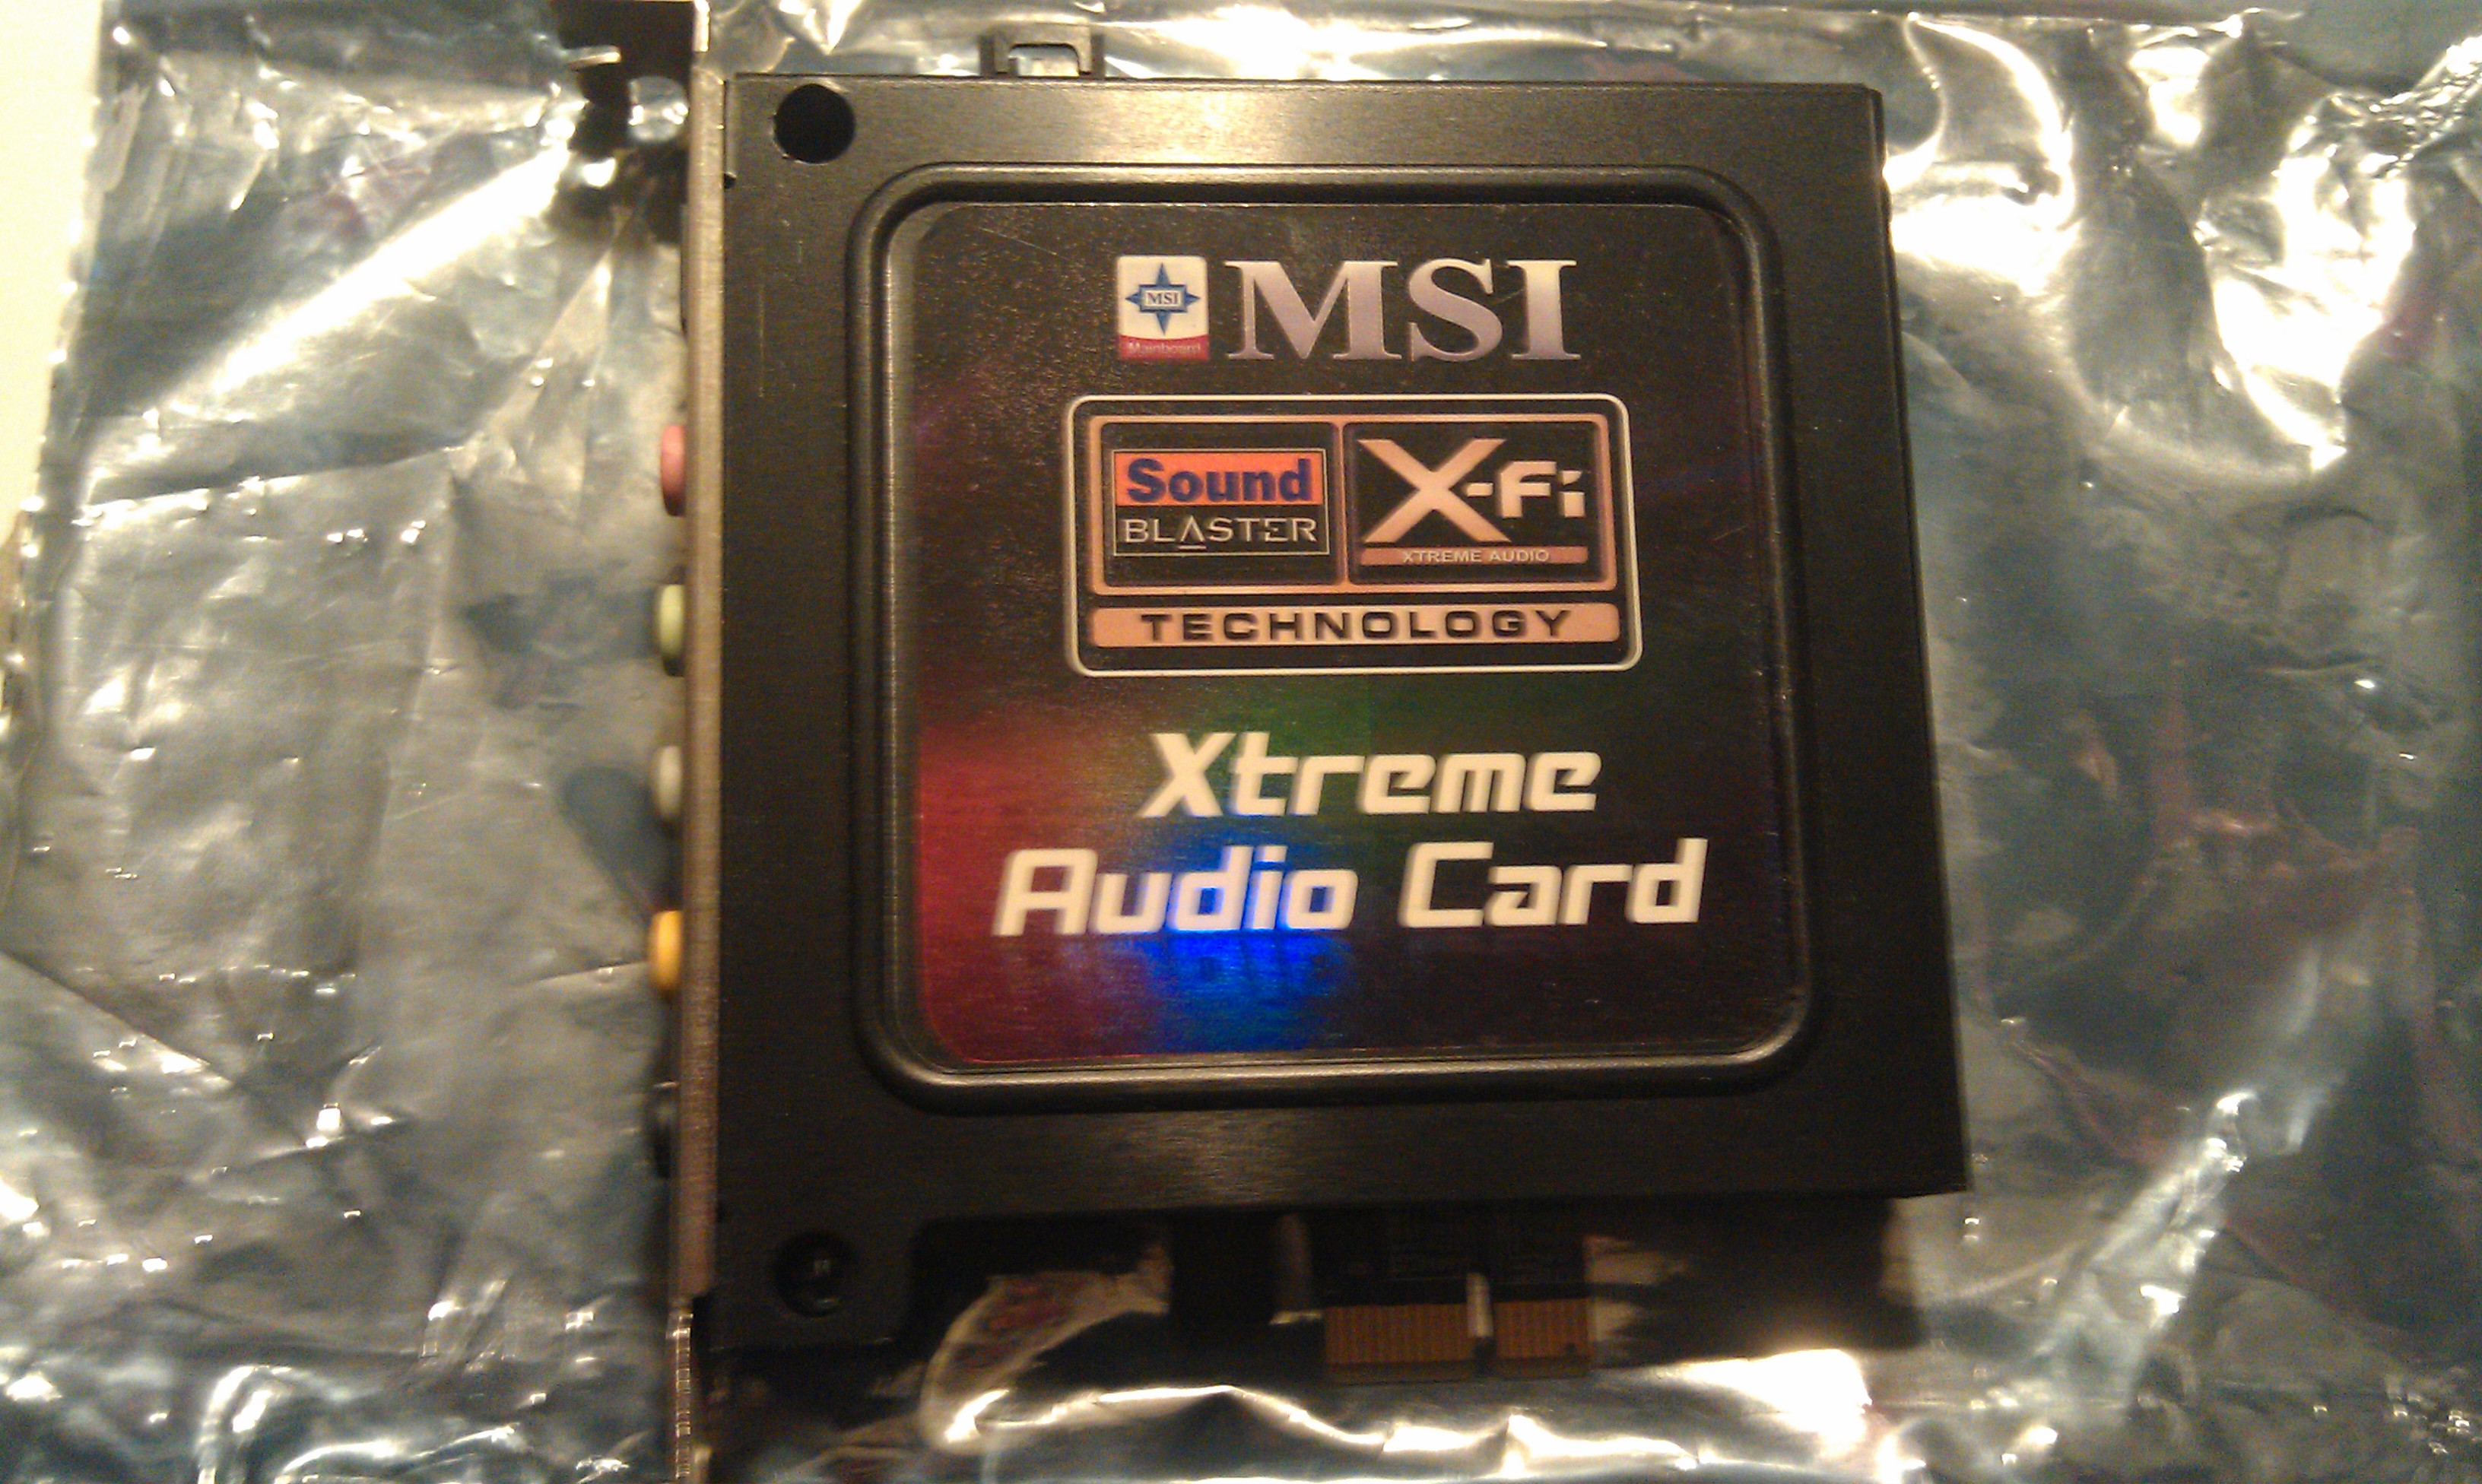 MSI
Mainboard
MSI
Sound
BLASTER
X-Fi
XTREME AUDIO
TECHNOLOGY
Xtreme
Audio Card